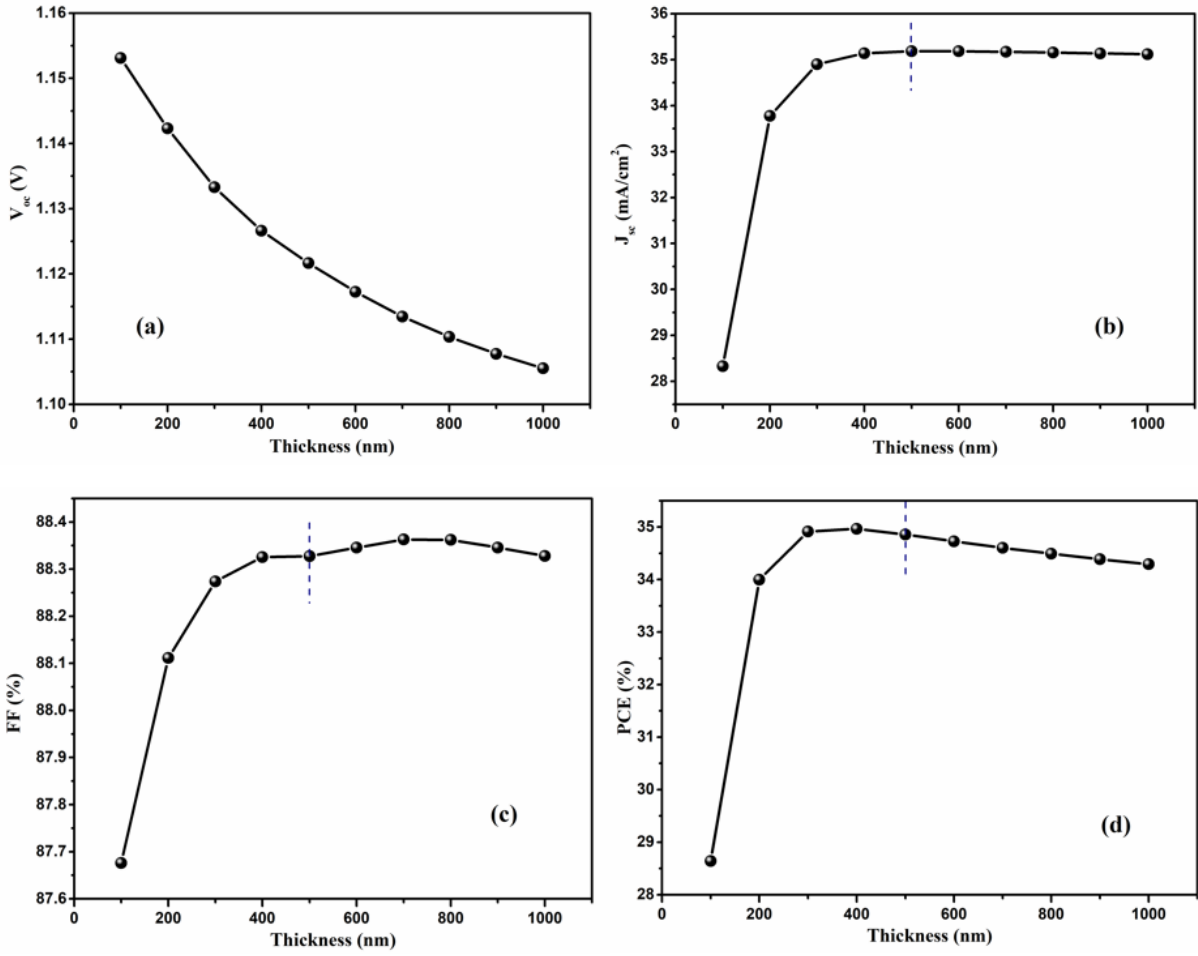 1.16
1.15
1.14
1.13
1.12
1.11
1.10
V_oc (V)
0 200 400 600 800 1000
Thickness (nm)
(a)
36
35
34
33
32
31
30
29
28
J_sc (mA/cm²)
0 200 400 600 800 1000
Thickness (nm)
(b)
88.4
88.3
88.2
88.1
88.0
87.9
87.8
87.7
87.6
FF (%)
0 200 400 600 800 1000
Thickness (nm)
(c)
35
34
33
32
31
30
29
28
PCE (%)
0 200 400 600 800 1000
Thickness (nm)
(d)